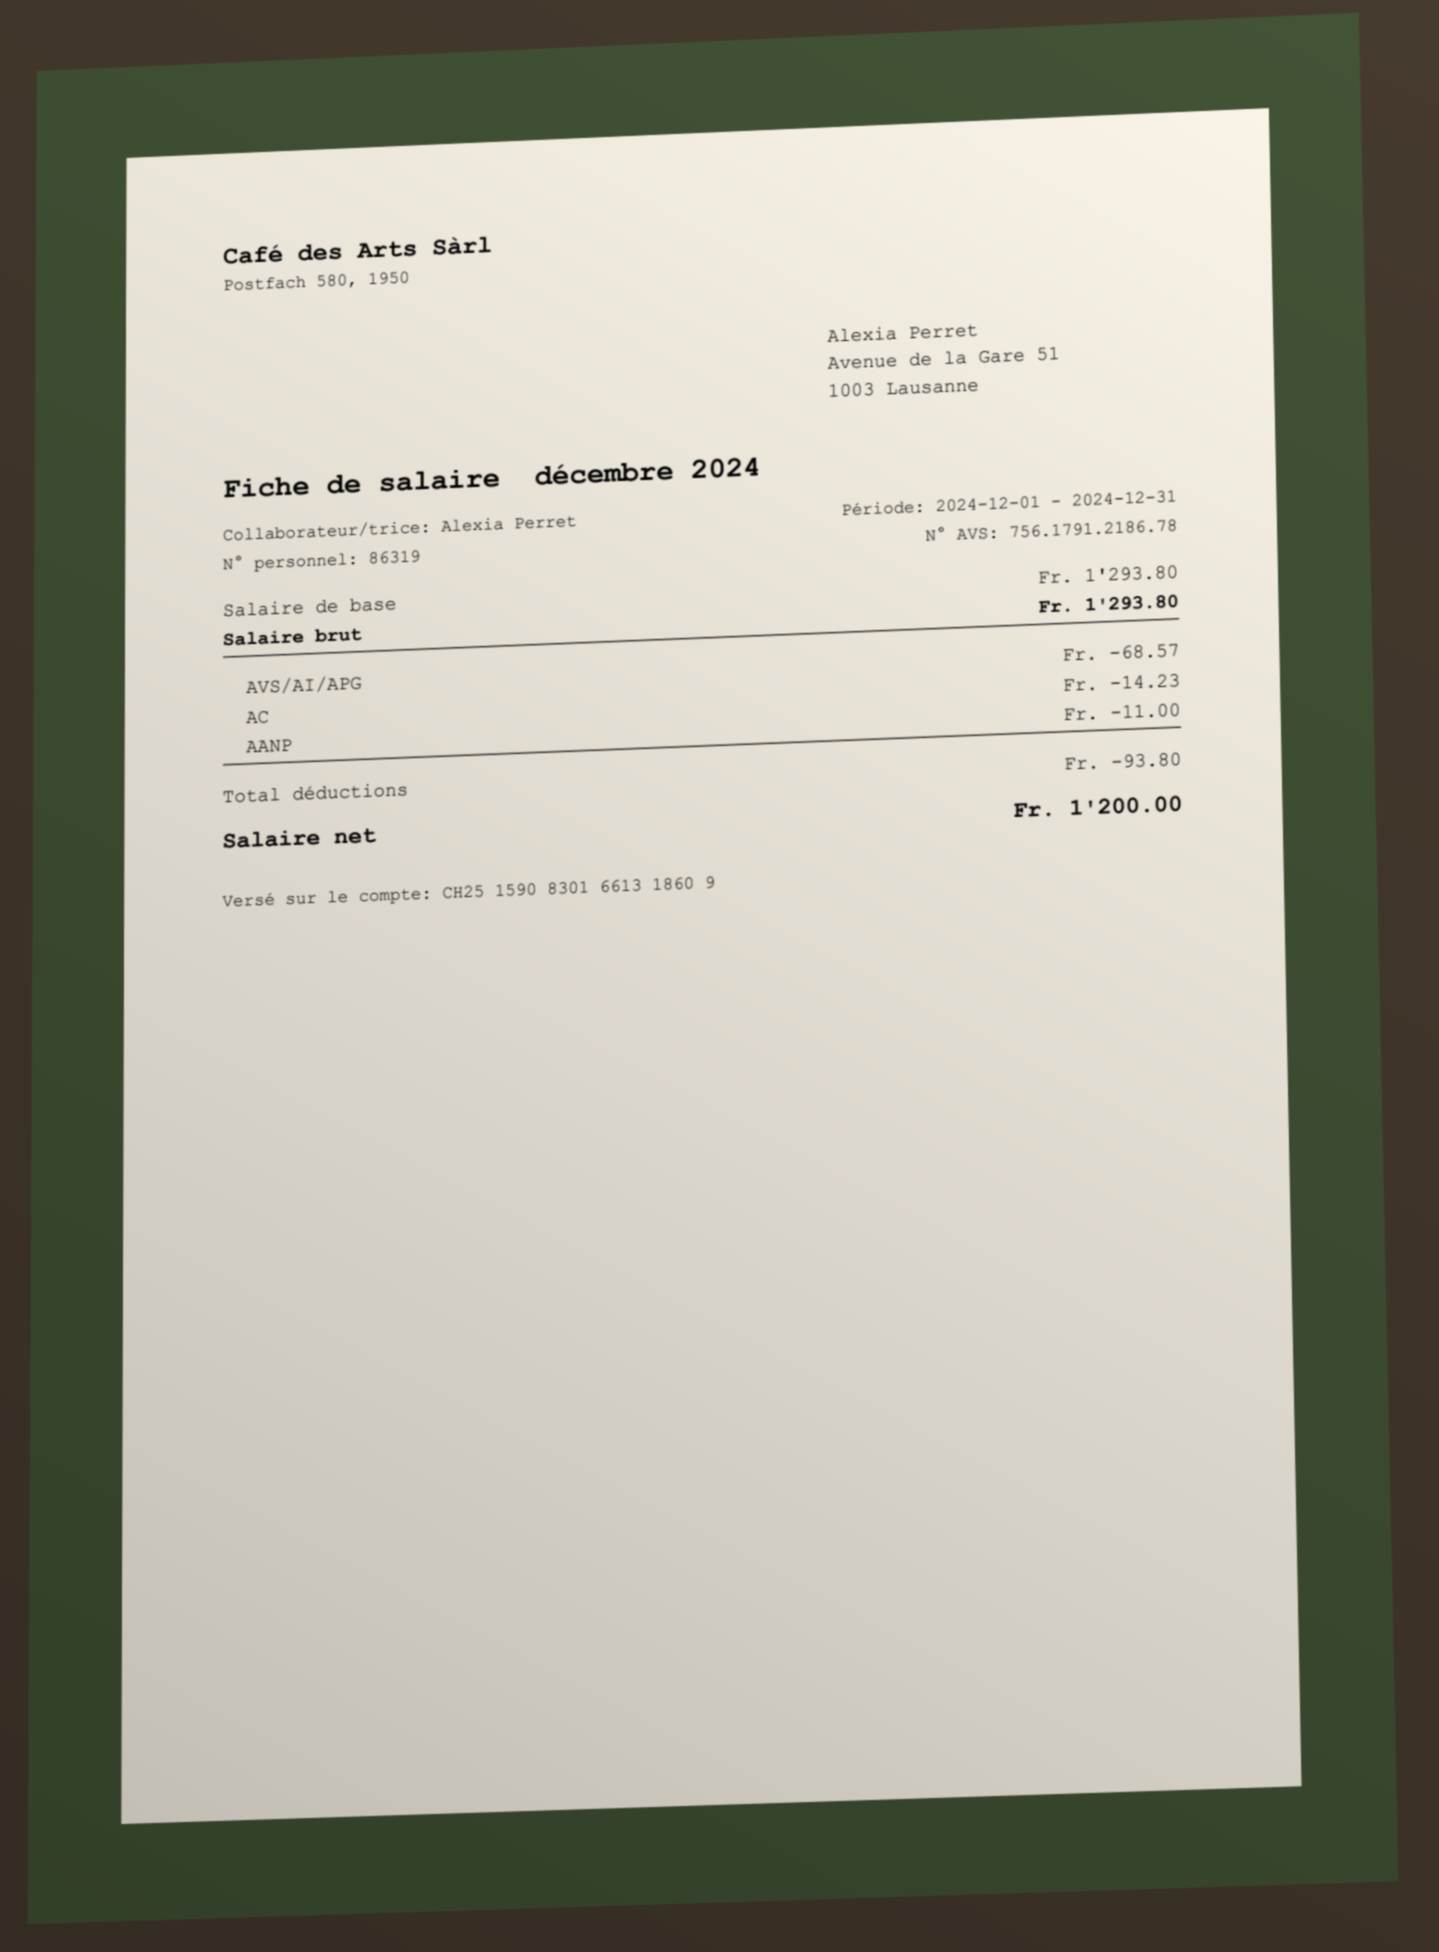 Café des Arts Sàrl
Postfach 580, 1950
Alexia Perret
Avenue de la Gare 51
1003 Lausanne
Fiche de salaire décembre 2024
Collaborateur/trice: Alexia Perret Période: 2024-12-01 - 2024-12-31
N° personnel: 86319 N° AVS: 756.1791.2186.78
Salaire de base Fr. 1'293.80
Salaire brut Fr. 1'293.80
AVS/AI/APG Fr. -68.57
AC Fr. -14.23
AANP Fr. -11.00
Total déductions Fr. -93.80
Salaire net Fr. 1'200.00
Versé sur le compte: CH25 1590 8301 6613 1860 9